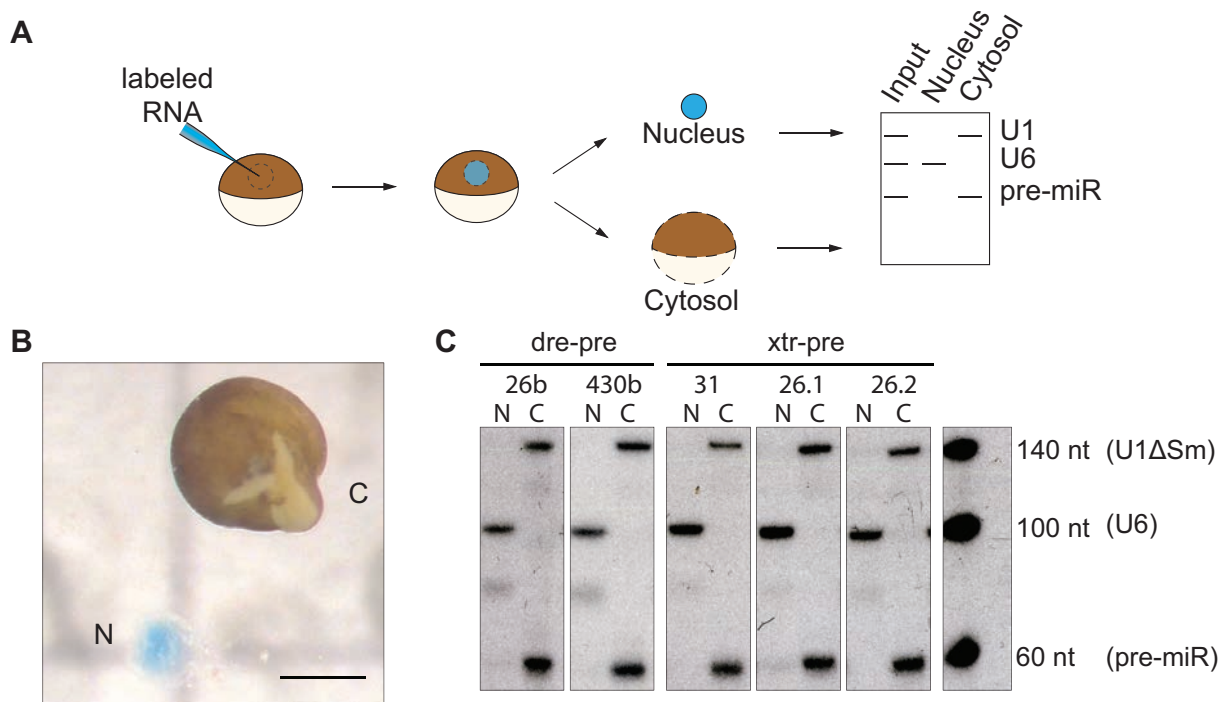 A
labeled
RNA
Nucleus
Cytosol
Input
Nucleus
Cytosol
U1
U6
pre-miR
B
C
N
C
dre-pre
xtr-pre
26b
430b
31
26.1
26.2
N C N C N C N C N C
140 nt (U1ΔSm)
100 nt (U6)
60 nt (pre-miR)